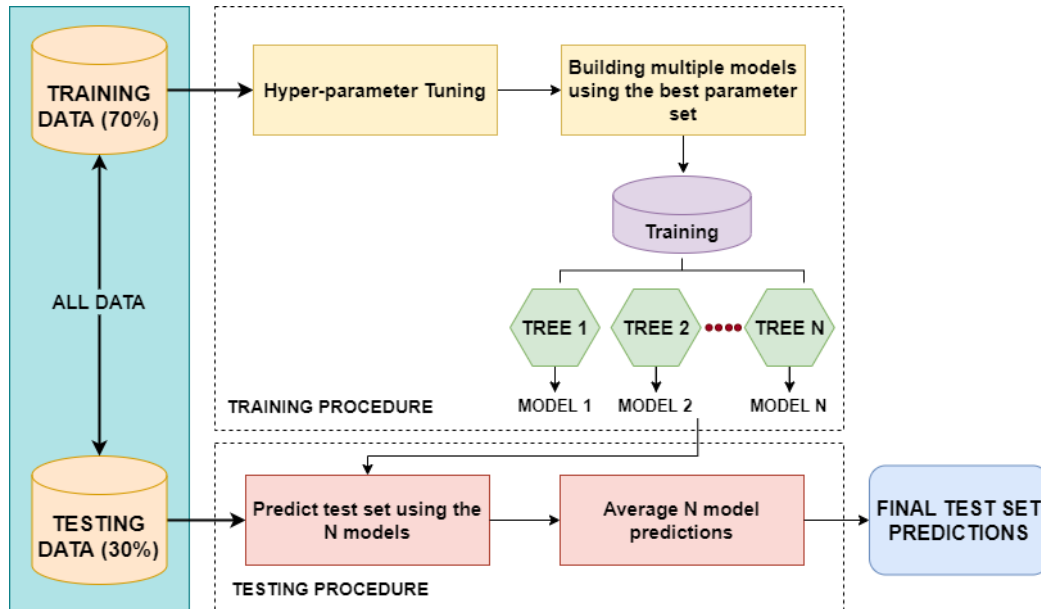 TRAINING
DATA (70%)
Hyper-parameter Tuning
Building multiple models
using the best parameter
set
Training
ALL DATA
TREE 1
TREE 2
TREE N
MODEL 1
MODEL 2
MODEL N
TRAINING PROCEDURE
TESTING
DATA (30%)
Predict test set using the
N models
Average N model
predictions
FINAL TEST SET
PREDICTIONS
TESTING PROCEDURE